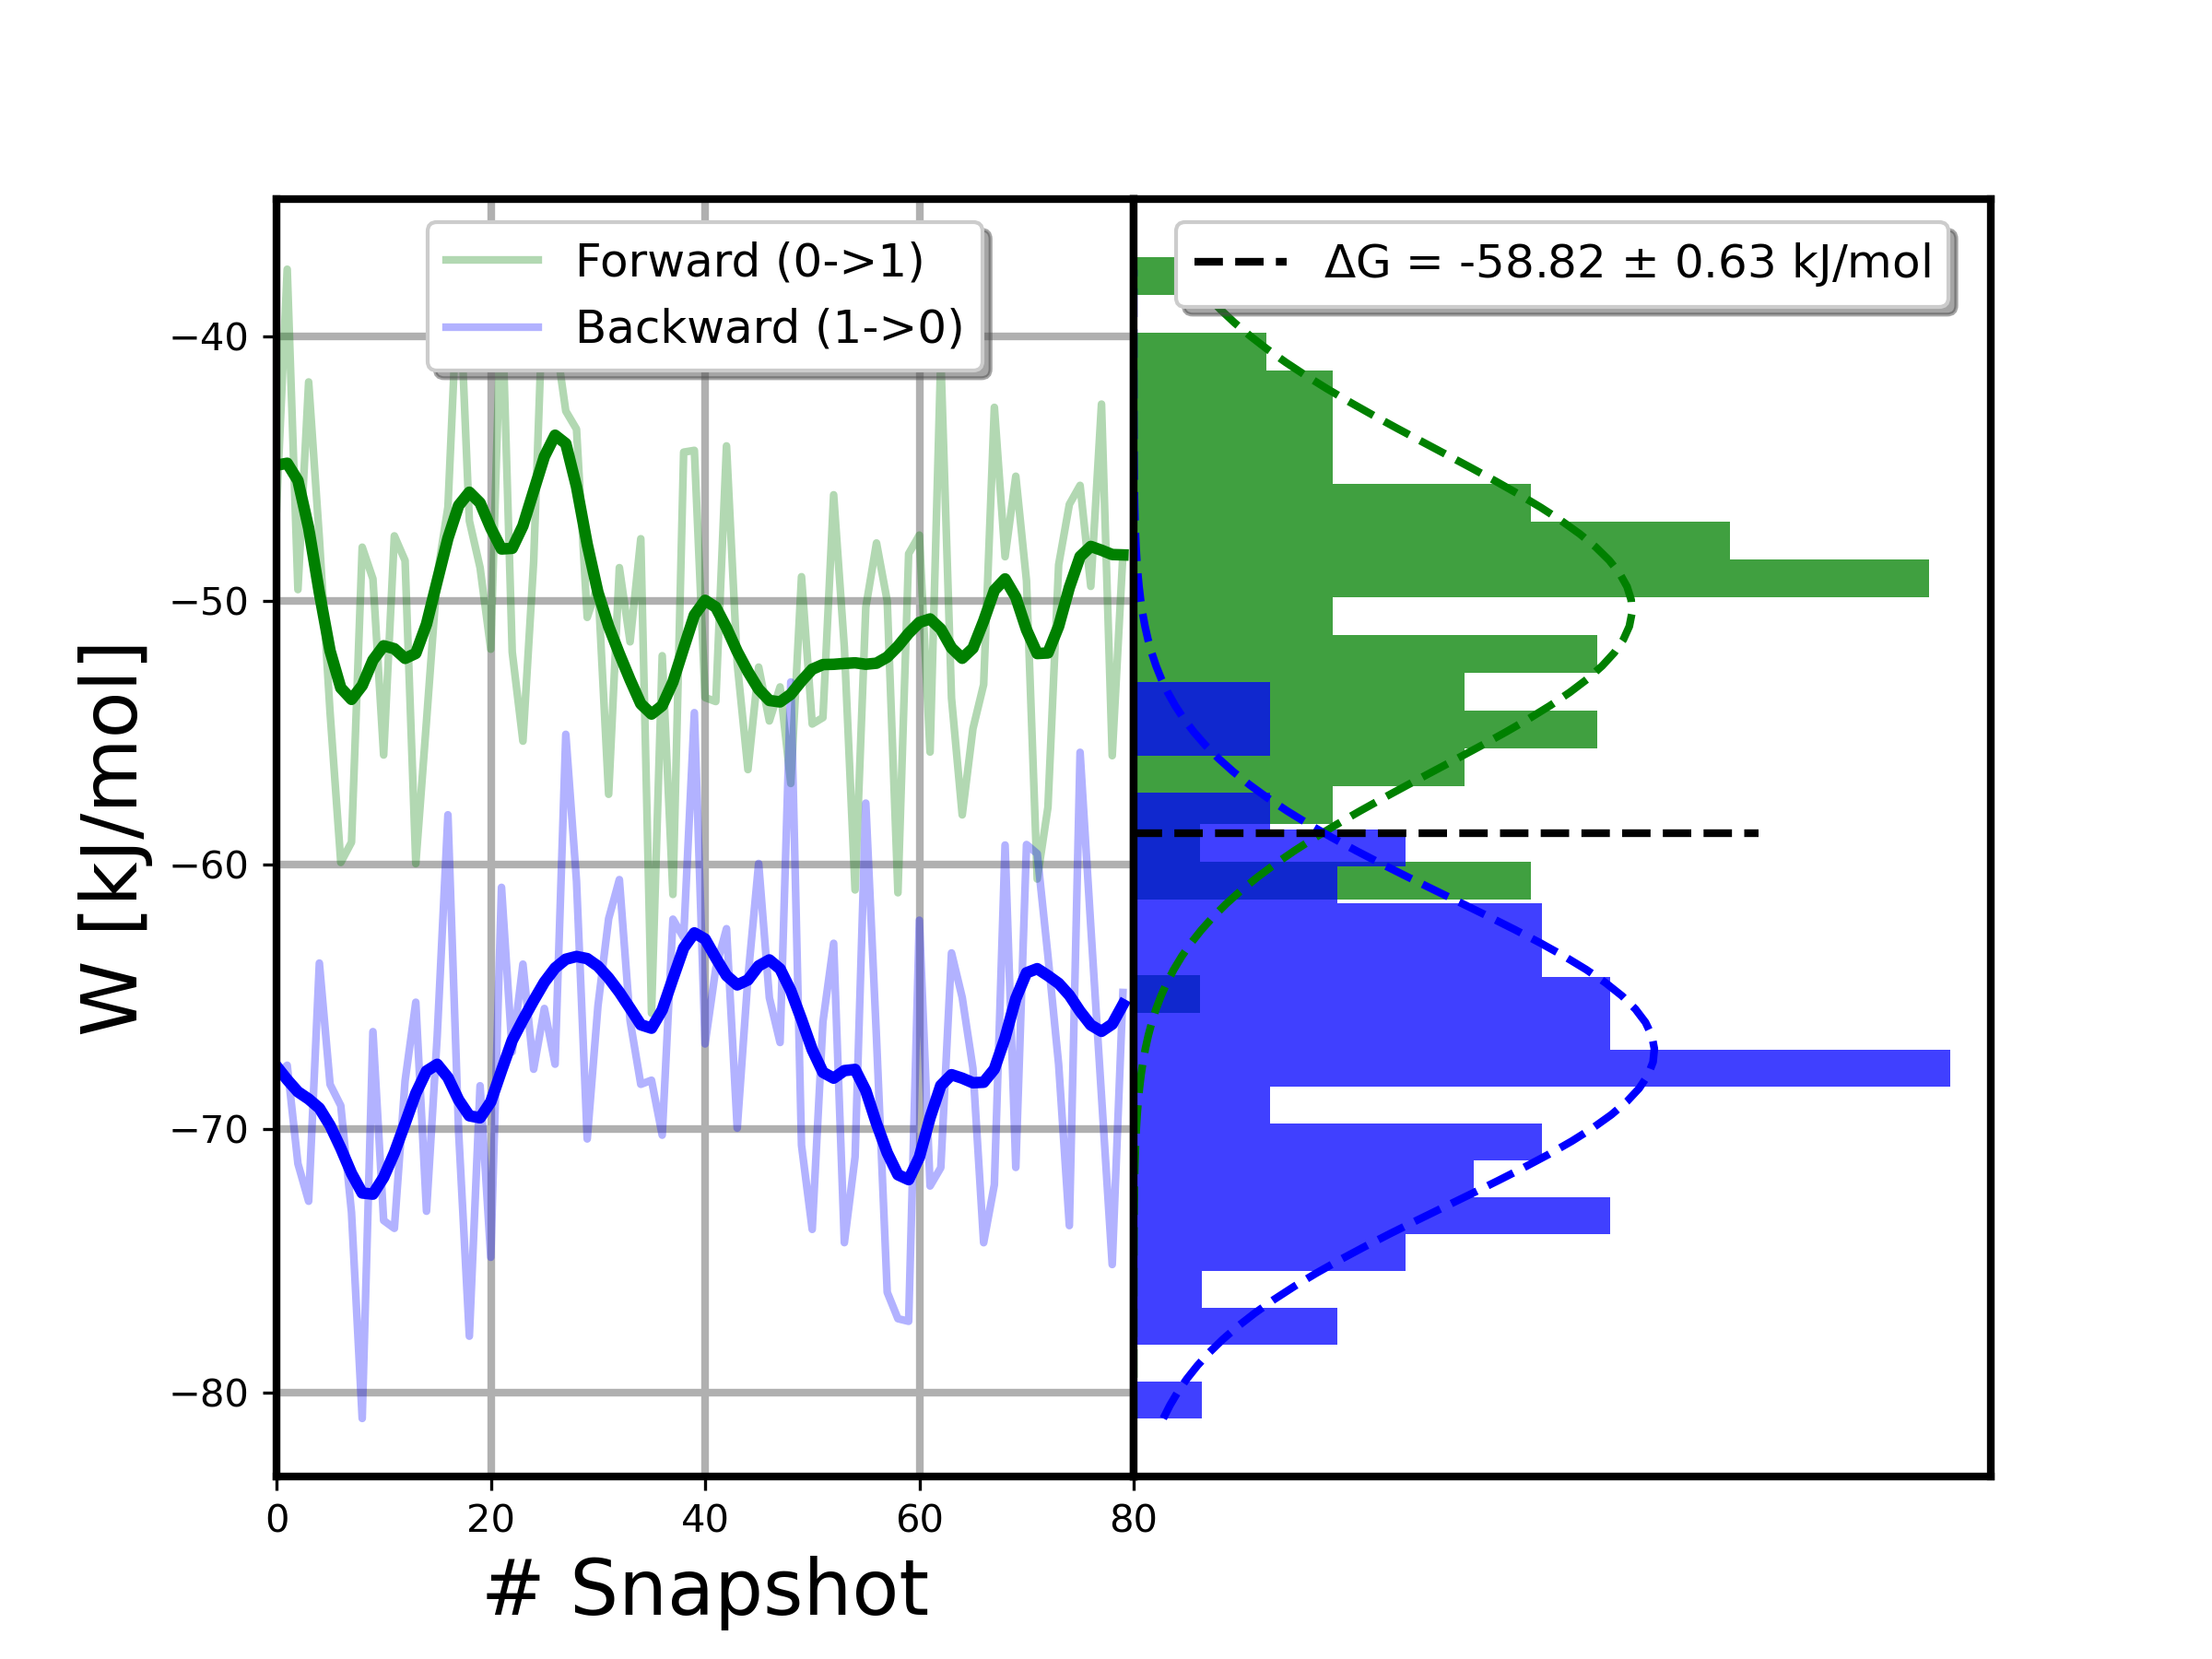 Forward (0->1)
Backward (1->0)
ΔG = -58.82 ± 0.63 kJ/mol
W [kJ/mol]
−40
−50
−60
−70
−80
0 20 40 60 80
# Snapshot